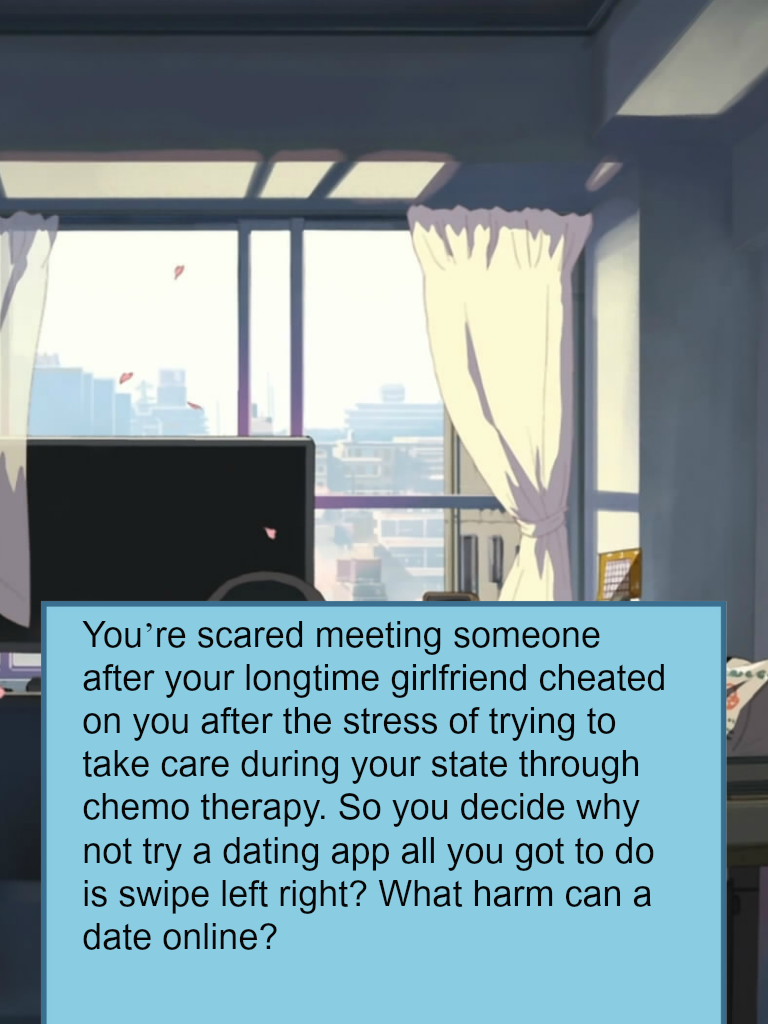 You’re scared meeting someone
after your longtime girlfriend cheated
on you after the stress of trying to
take care during your state through
chemo therapy. So you decide why
not try a dating app all you got to do
is swipe left right? What harm can a
date online?